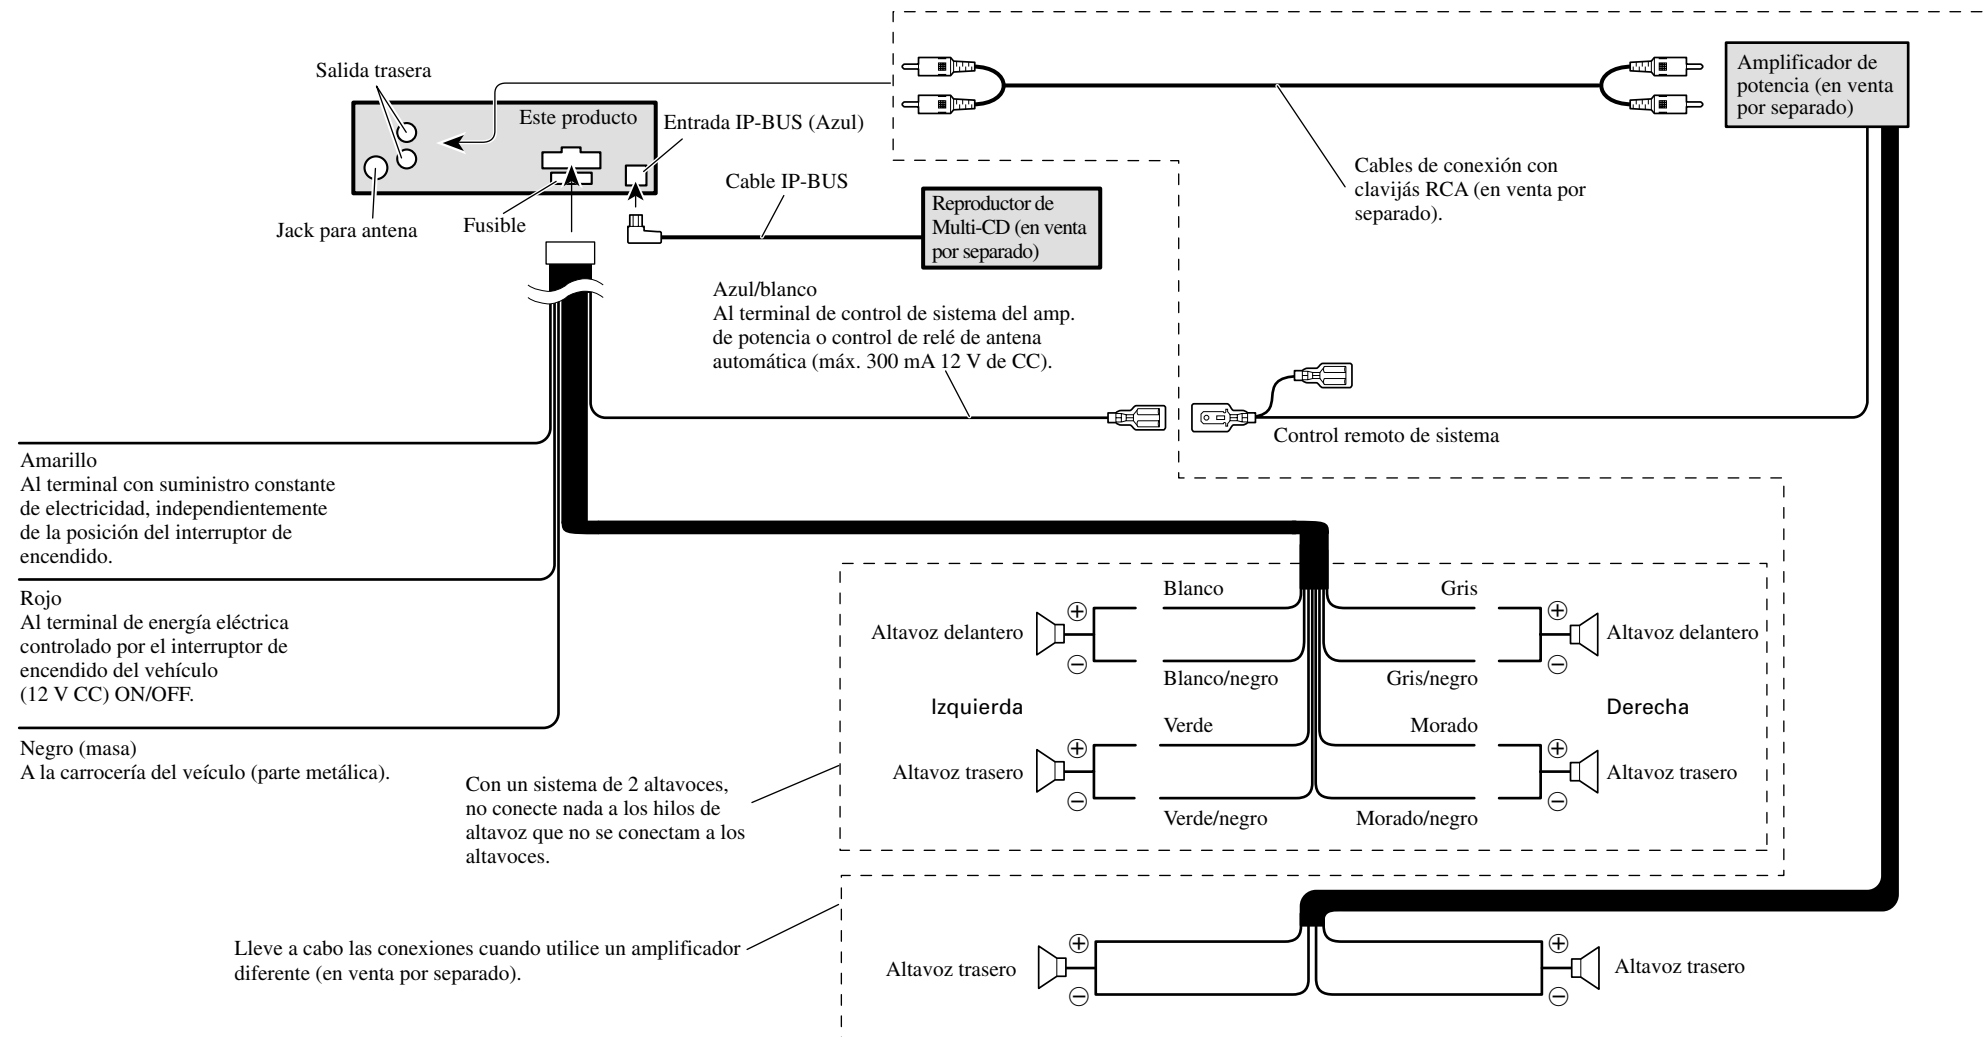 Salida trasera
Este producto
Entrada IP-BUS (Azul)
Jack para antena
Fusible
Cable IP-BUS
Reproductor de
Multi-CD (en venta
por separado)
Amplificador de
potencia (en venta
por separado)
Cables de conexión con
clavijás RCA (en venta por
separado).
Azul/blanco
Al terminal de control de sistema del amp.
de potencia o control de relé de antena
automática (máx. 300 mA 12 V de CC).
Control remoto de sistema
Amarillo
Al terminal con suministro constante
de electricidad, independientemente
de la posición del interruptor de
encendido.
Rojo
Al terminal de energía eléctrica
controlado por el interruptor de
encendido del vehículo
(12 V CC) ON/OFF.
Negro (masa)
A la carrocería del veículo (parte metálica).
Blanco
Gris
Altavoz delantero
⊕
⊕
Altavoz delantero
⊖
⊖
Blanco/negro
Gris/negro
Izquierda
Derecha
Verde
Morado
Altavoz trasero
⊕
⊕
Altavoz trasero
⊖
⊖
Verde/negro
Morado/negro
Con un sistema de 2 altavoces,
no conecte nada a los hilos de
altavoz que no se conectam a los
altavoces.
Lleve a cabo las conexiones cuando utilice un amplificador
diferente (en venta por separado).
Altavoz trasero
⊕
⊕
Altavoz trasero
⊖
⊖